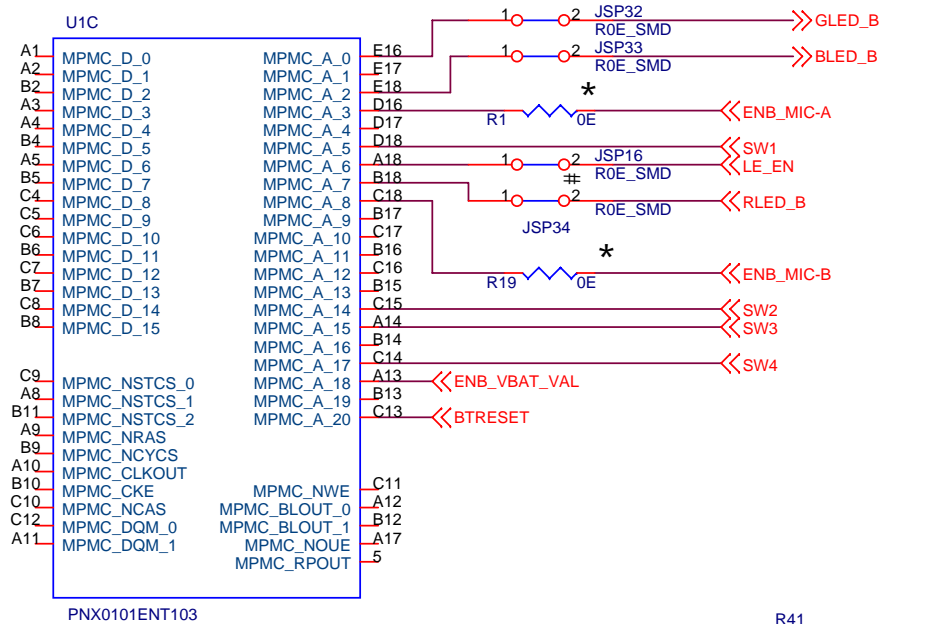 U1C
A1 MPMC_D_0 MPMC_A_0 E16
A2 MPMC_D_1 MPMC_A_1 E17
B2 MPMC_D_2 MPMC_A_2 E18
A3 MPMC_D_3 MPMC_A_3 D16
A4 MPMC_D_4 MPMC_A_4 D17
B4 MPMC_D_5 MPMC_A_5 D18
A5 MPMC_D_6 MPMC_A_6 A18
B5 MPMC_D_7 MPMC_A_7 B18
C4 MPMC_D_8 MPMC_A_8 C18
C5 MPMC_D_9 MPMC_A_9 B17
C6 MPMC_D_10 MPMC_A_10 C17
B6 MPMC_D_11 MPMC_A_11 B16
C7 MPMC_D_12 MPMC_A_12 C16
B7 MPMC_D_13 MPMC_A_13 B15
C8 MPMC_D_14 MPMC_A_14 C15
B8 MPMC_D_15 MPMC_A_15 A14
MPMC_A_16 B14
MPMC_A_17 C14
C9 MPMC_NSTCS_0 MPMC_A_18 A13
A8 MPMC_NSTCS_1 MPMC_A_19 B13
B11 MPMC_NSTCS_2 MPMC_A_20 C13
A9 MPMC_NRAS
B9 MPMC_NCYCS
A10 MPMC_CLKOUT
B10 MPMC_CKE MPMC_NWE C11
C10 MPMC_NCAS MPMC_BLOUT_0 A12
C12 MPMC_DQM_0 MPMC_BLOUT_1 B12
A11 MPMC_DQM_1 MPMC_NOUE A17
MPMC_RPOUT 5
PNX0101ENT103
1 2 JSP32
R0E_SMD
GLED_B
1 2 JSP33
R0E_SMD
BLED_B
*
R1 0E
ENB_MIC-A
SW1
1 2 JSP16
R0E_SMD
LE_EN
#
1 2
R0E_SMD
JSP34
RLED_B
*
R19 0E
ENB_MIC-B
SW2
SW3
SW4
ENB_VBAT_VAL
BTRESET
R41